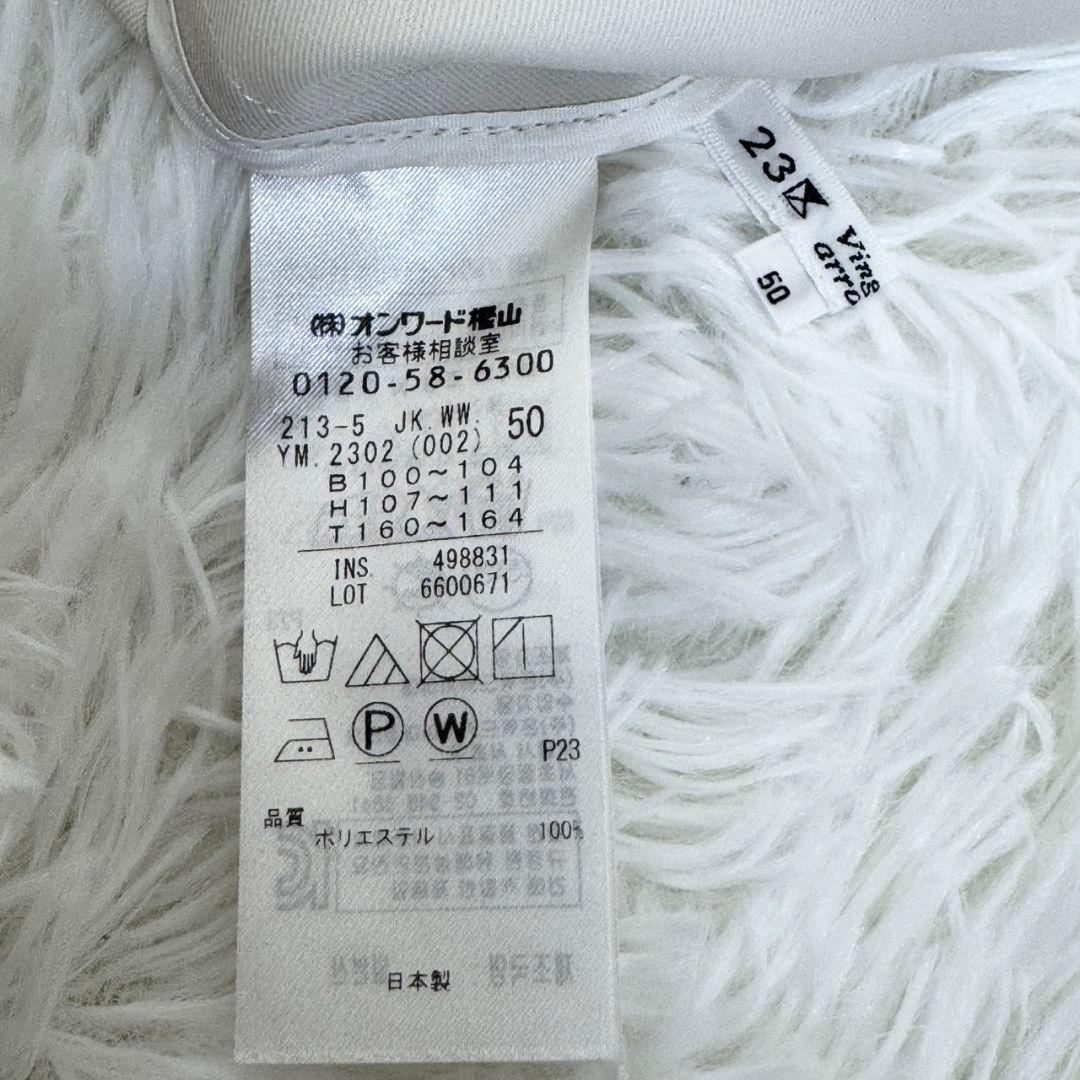 (株)オンワード樫山
お客様相談室
0120-58-6300
213-5 JK.WW. 50
YM.2302(002)
B100~104
H107~111
T160~164
INS. 498831
LOT 6600671
P W
P23
品質
ポリエステル 100%
日本製
23
Ving
arro
50